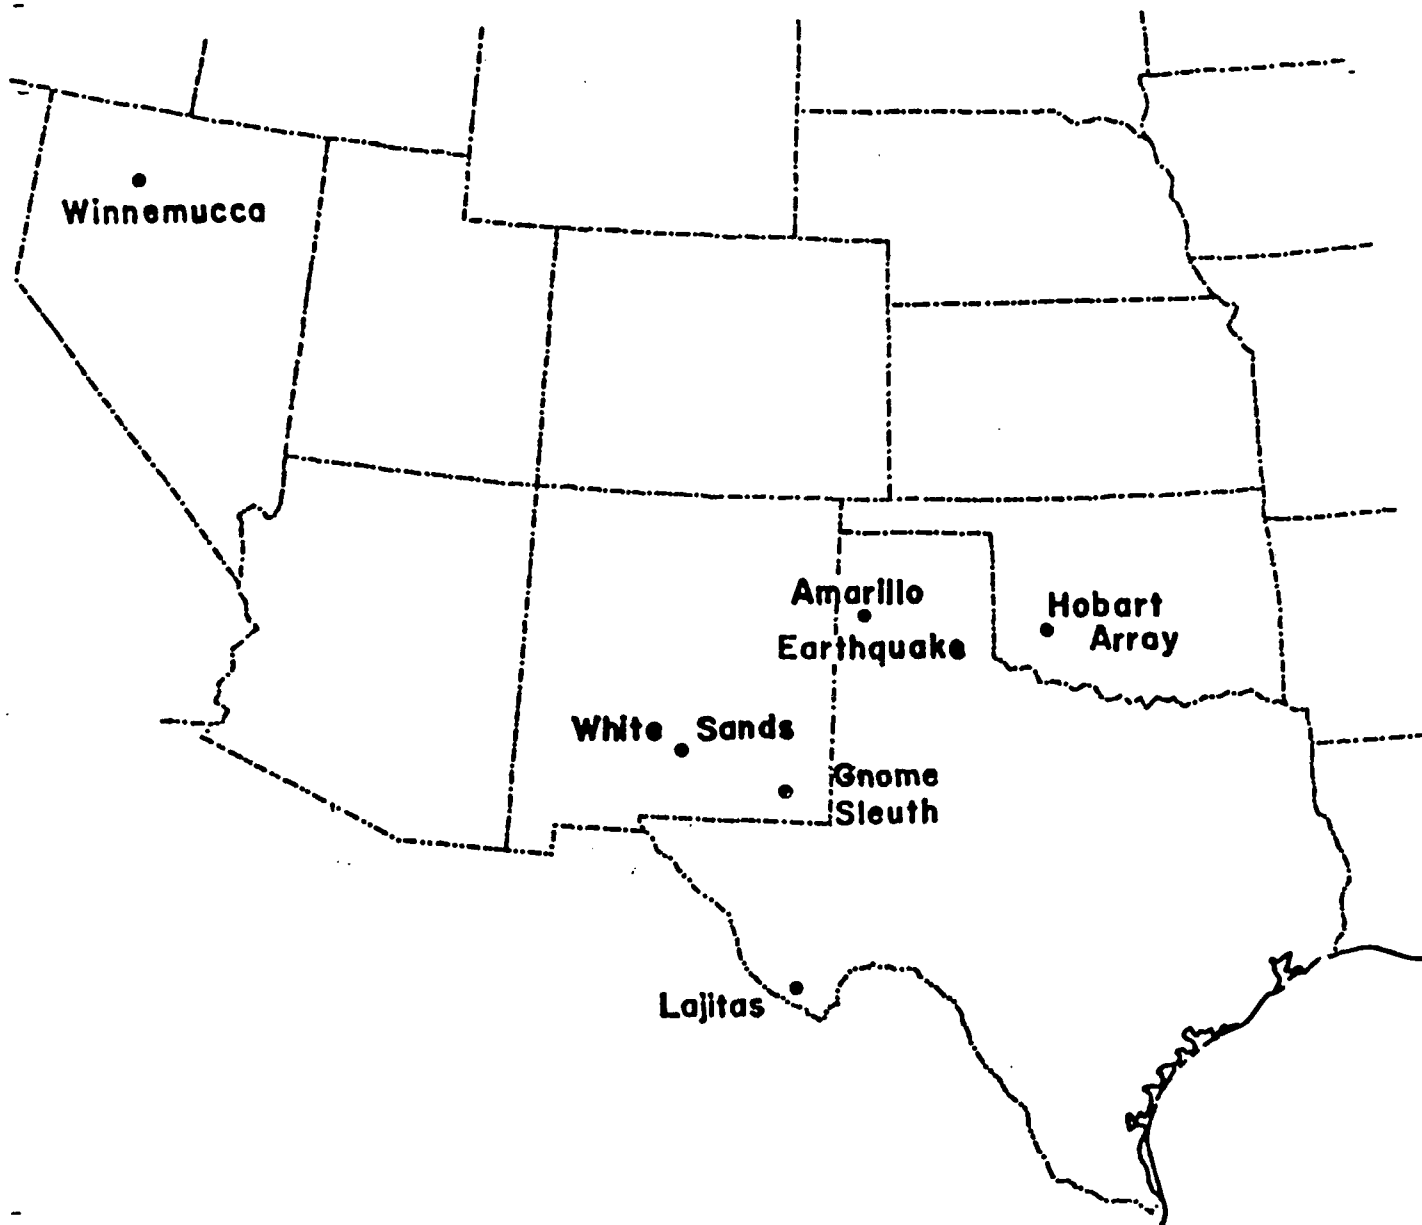 Winnemucca
Amarillo
Earthquake
Hobart
Array
White Sands
Gnome
Sleuth
Lajitas